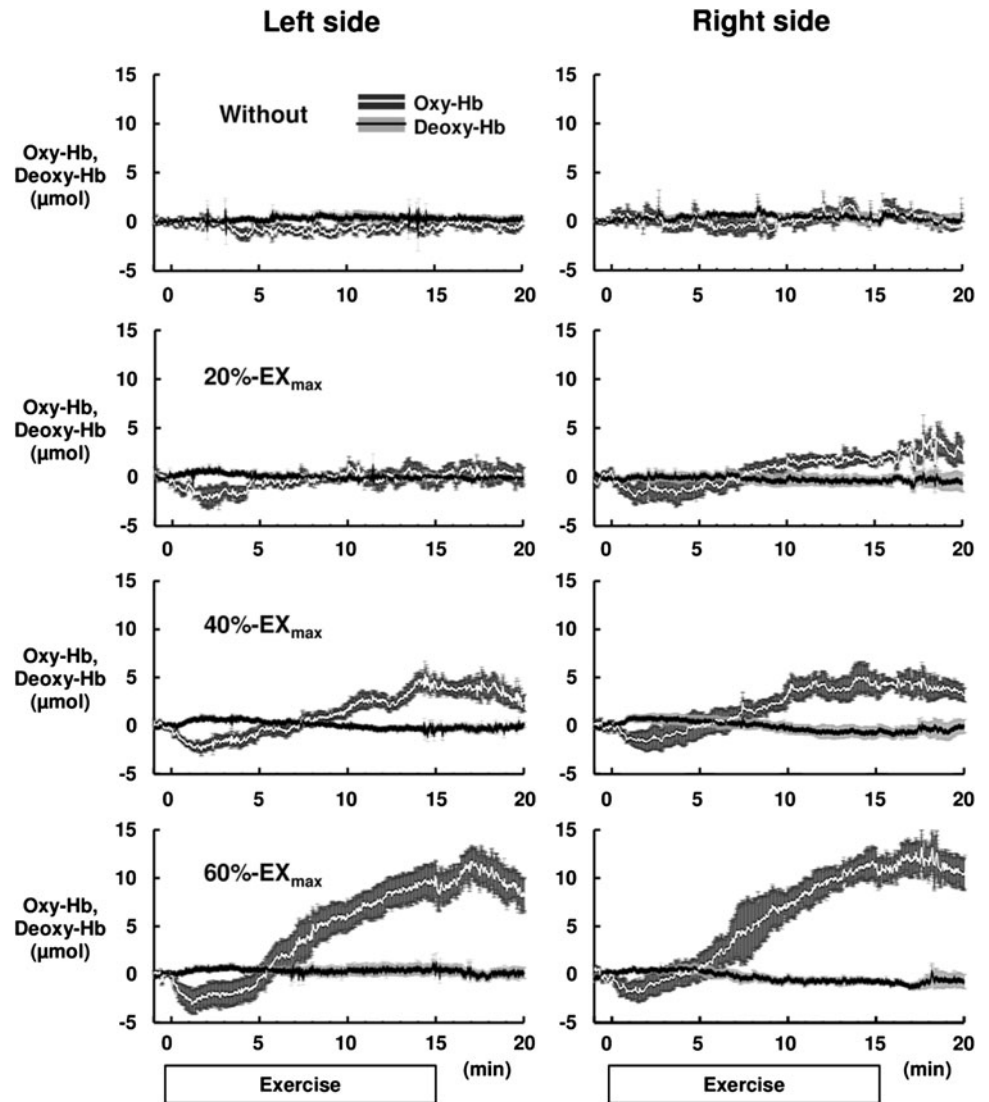 Left side Right side
15 15
10 Without Oxy-Hb 10
Deoxy-Hb
Oxy-Hb,
Deoxy-Hb
(µmol)
5 5
0 0
-5 -5
0 5 10 15 20 0 5 10 15 20
15 15
20%-EXmax
10 10
Oxy-Hb,
Deoxy-Hb
(µmol)
5 5
0 0
-5 -5
0 5 10 15 20 0 5 10 15 20
15 15
40%-EXmax
10 10
Oxy-Hb,
Deoxy-Hb
(µmol)
5 5
0 0
-5 -5
0 5 10 15 20 0 5 10 15 20
15 15
60%-EXmax
10 10
Oxy-Hb,
Deoxy-Hb
(µmol)
5 5
0 0
-5 -5
0 5 10 15 20 0 5 10 15 20
(min) (min)
Exercise Exercise